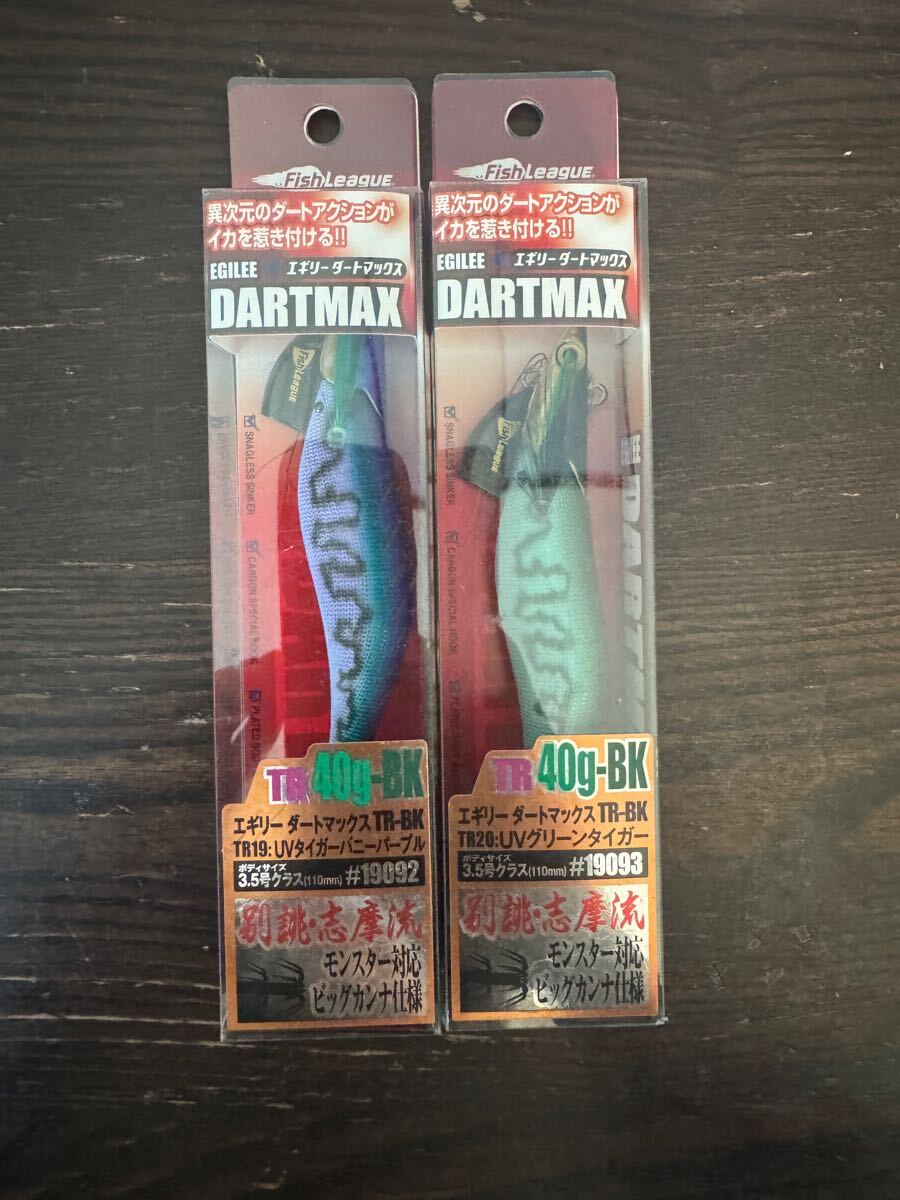 FishLeague
異次元のダートアクションが
イカを惹き付ける!!
EGILEE エギリー ダートマックス
DARTMAX
FishLeague
SNAGLESS SINKER
CARBON SPECIAL HOOK
PLATED
TR 40g-BK
エギリー ダートマックス TR-BK
TR19: UVタイガーバニーパープル
ボディサイズ
3.5号クラス(110mm) #19092
別誂・志摩流
モンスター対応
ビッグカンナ仕様
FishLeague
異次元のダートアクションが
イカを惹き付ける!!
EGILEE エギリー ダートマックス
DARTMAX
FishLeague
SNAGLESS SINKER
CARBON SPECIAL HOOK
TR 40g-BK
エギリー ダートマックス TR-BK
TR20: UVグリーンタイガー
ボディサイズ
3.5号クラス(110mm) #19093
別誂・志摩流
モンスター対応
ビッグカンナ仕様